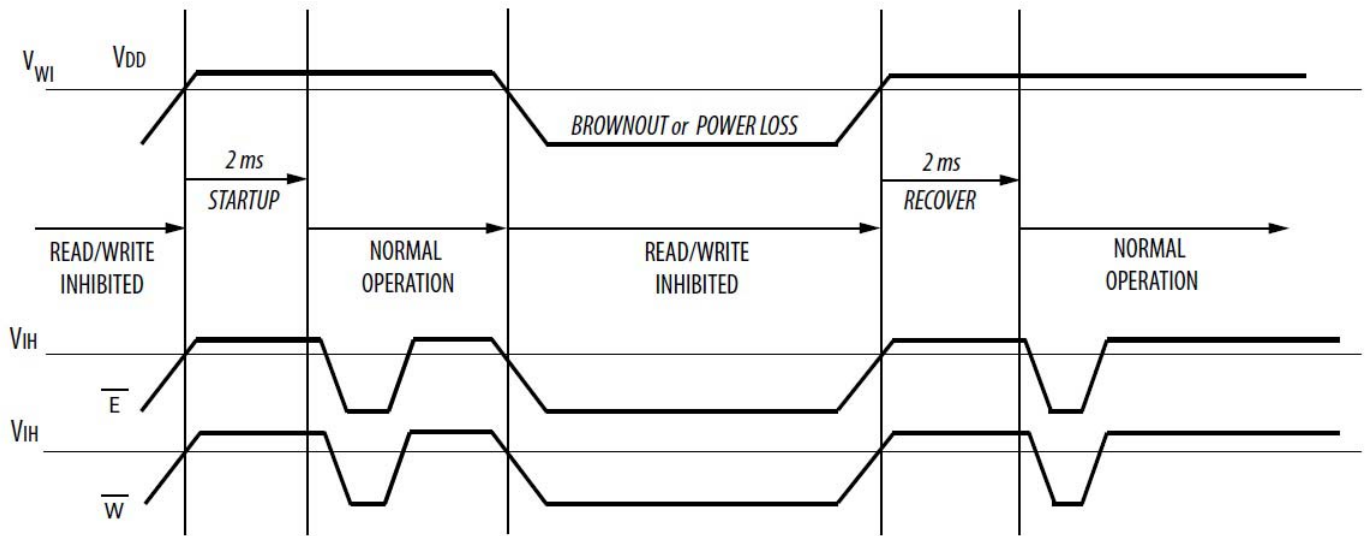 VWI
VDD
BROWNOUT or POWER LOSS
2 ms
STARTUP
2 ms
RECOVER
READ/WRITE
INHIBITED
NORMAL
OPERATION
READ/WRITE
INHIBITED
NORMAL
OPERATION
VIH
E
VIH
W